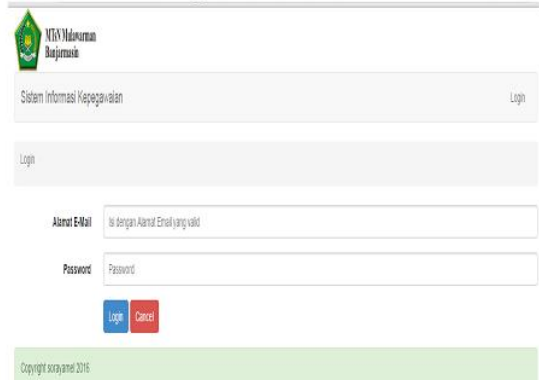 MTsN Mulawarman
Banjarmasin
Sistem Informasi Kepegawaian Login
Login
Alamat E-Mail Isi dengan Alamat Email yang valid
Password Password
Login Cancel
Copyright sorayamel 2016